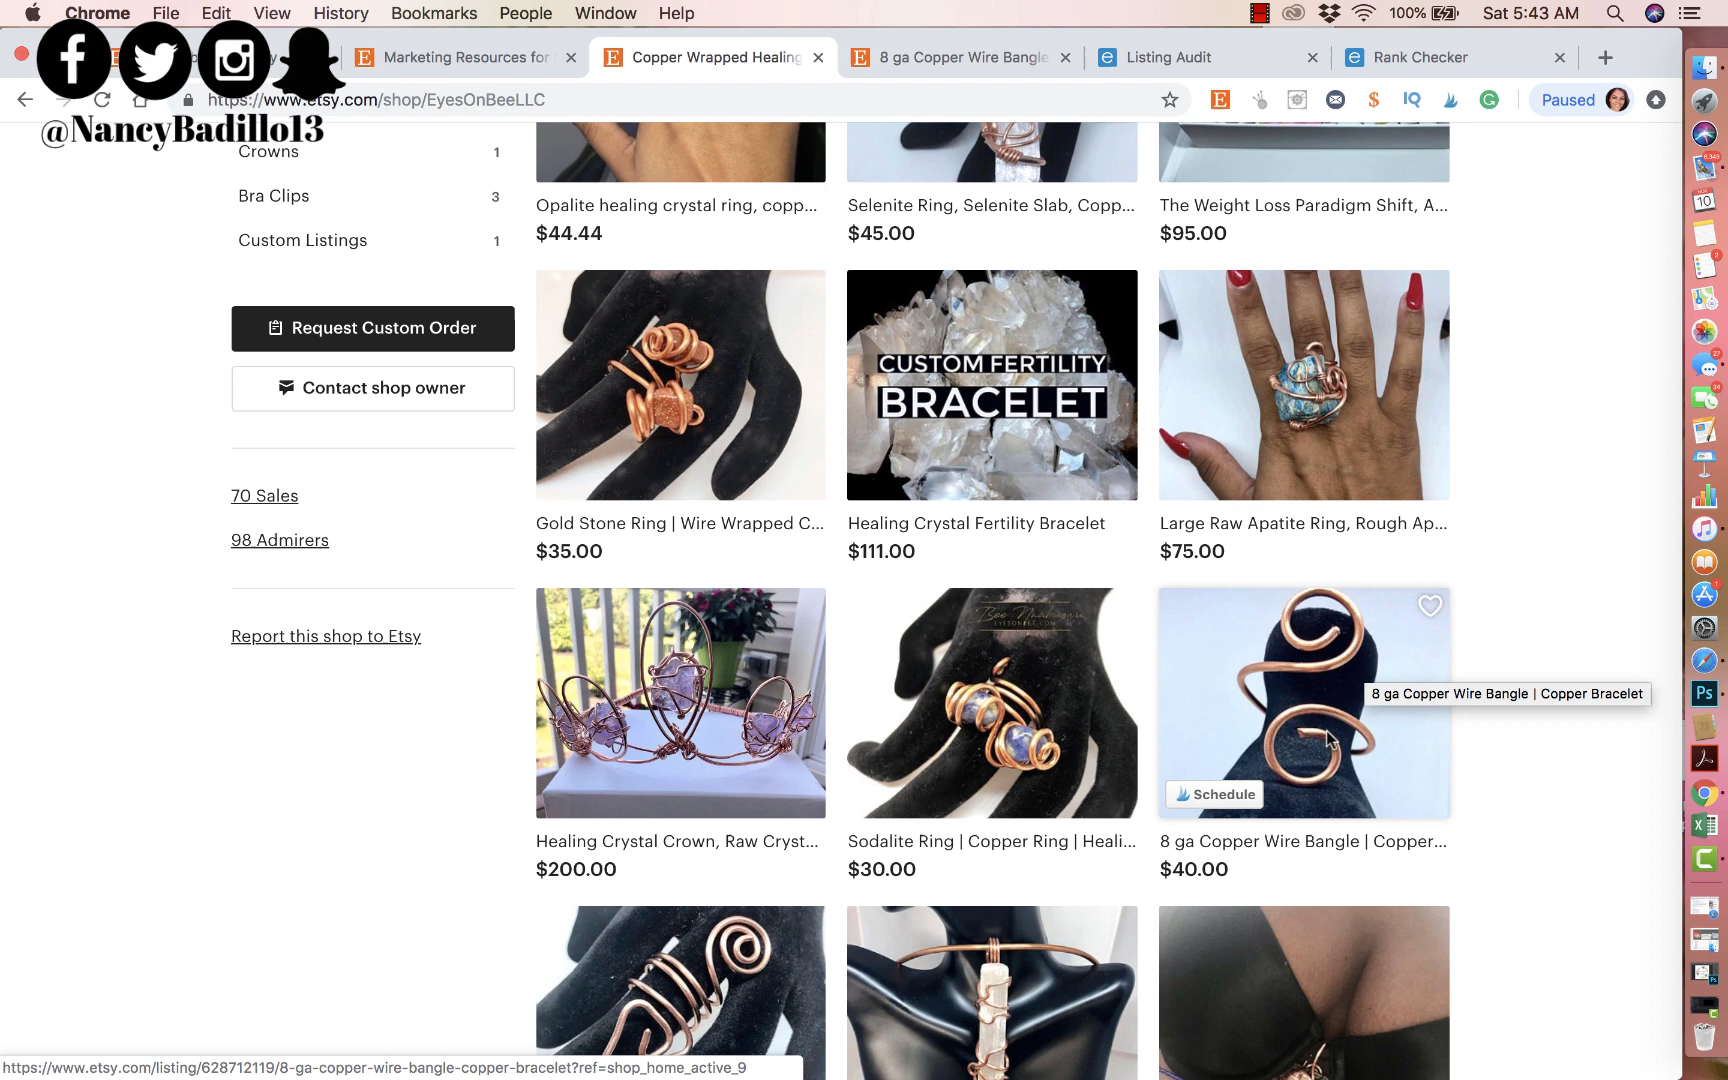 Chrome File Edit View History Bookmarks People Window Help
100% Sat 5:43 AM
Marketing Resources for
Copper Wrapped Healing
8 ga Copper Wire Bangle
Listing Audit
Rank Checker
https://www.etsy.com/shop/EyesOnBeeLLC
Paused
@NancyBadillo13
Crowns 1
Bra Clips 3
Custom Listings 1
Request Custom Order
Contact shop owner
70 Sales
98 Admirers
Report this shop to Etsy
Opalite healing crystal ring, copp...
$44.44
Selenite Ring, Selenite Slab, Copp...
$45.00
The Weight Loss Paradigm Shift, A...
$95.00
CUSTOM FERTILITY
BRACELET
Gold Stone Ring | Wire Wrapped C...
$35.00
Healing Crystal Fertility Bracelet
$111.00
Large Raw Apatite Ring, Rough Ap...
$75.00
EYESONBEE.COM
8 ga Copper Wire Bangle | Copper Bracelet
Schedule
Healing Crystal Crown, Raw Cryst...
$200.00
Sodalite Ring | Copper Ring | Heali...
$30.00
8 ga Copper Wire Bangle | Copper...
$40.00
https://www.etsy.com/listing/628712119/8-ga-copper-wire-bangle-copper-bracelet?ref=shop_home_active_9